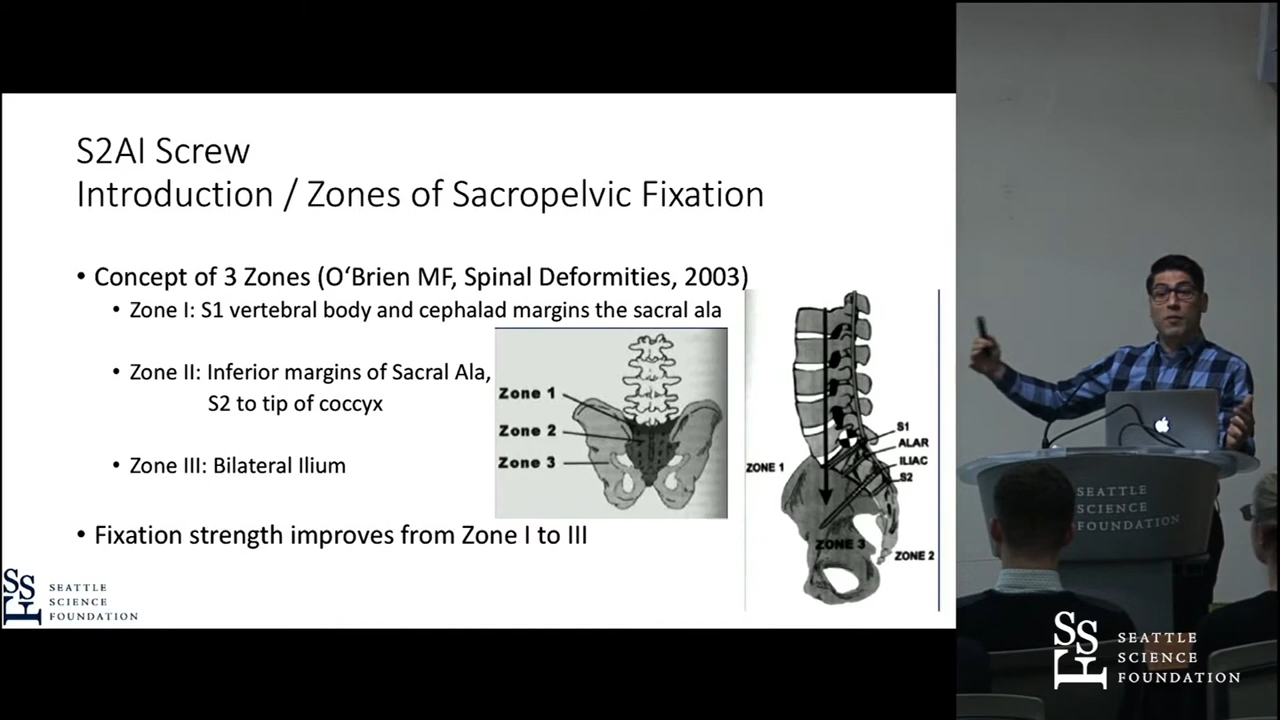 S2AI Screw
Introduction / Zones of Sacropelvic Fixation
• Concept of 3 Zones (O‘Brien MF, Spinal Deformities, 2003)
• Zone I: S1 vertebral body and cephalad margins the sacral ala
• Zone II: Inferior margins of Sacral Ala,
S2 to tip of coccyx
• Zone III: Bilateral Ilium
• Fixation strength improves from Zone I to III
Zone 1
Zone 2
Zone 3
S1
ALAR
ILIAC
S2
ZONE 1
ZONE 3
ZONE 2
SSF
SEATTLE
SCIENCE
FOUNDATION
SEATTLE
SCIENCE
FOUNDATION
SSF
SEATTLE
SCIENCE
FOUNDATION